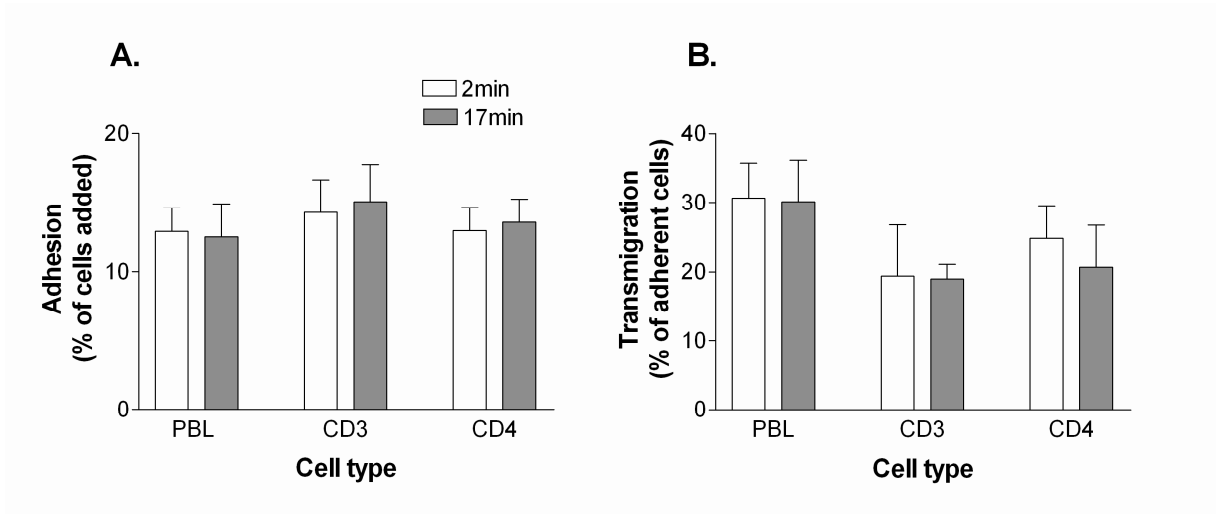 A.
2min
17min
20
10
0
Adhesion
(% of cells added)
PBL
CD3
CD4
Cell type
B.
40
30
20
10
0
Transmigration
(% of adherent cells)
PBL
CD3
CD4
Cell type